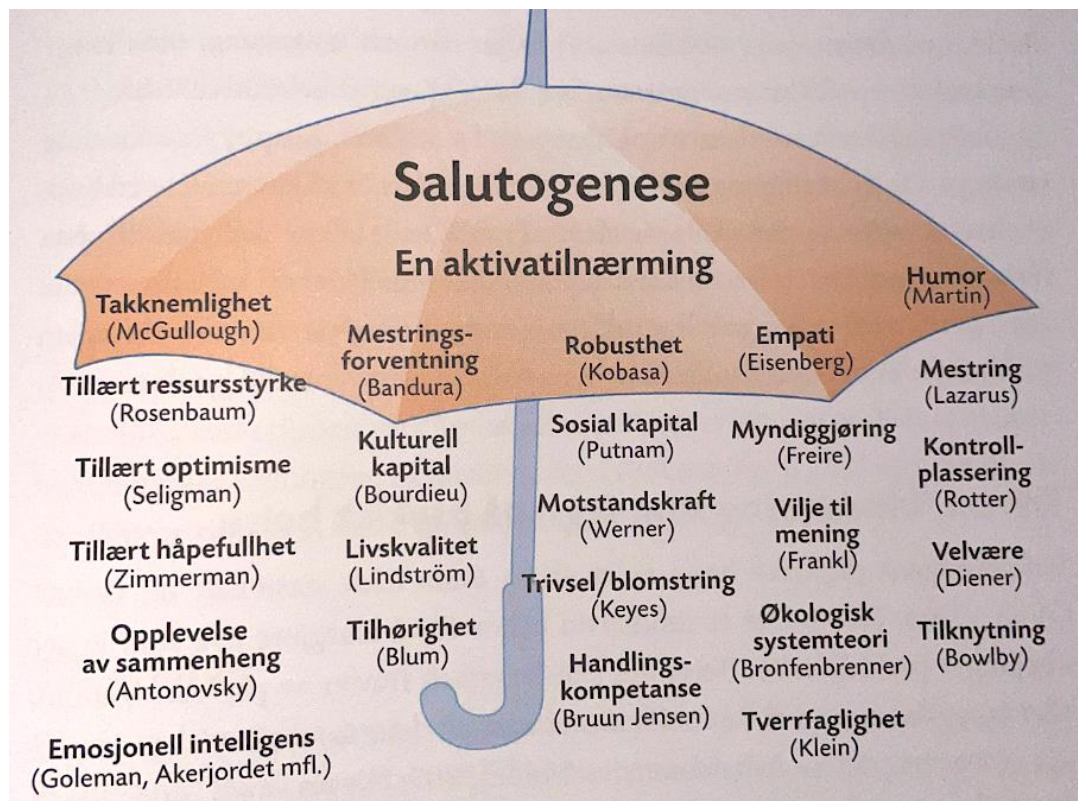 Salutogenese
En aktivatilnærming
Takknemlighet
(McGullough)
Tillært ressursstyrke
(Rosenbaum)
Tillært optimisme
(Seligman)
Tillært håpefullhet
(Zimmerman)
Opplevelse
av sammenheng
(Antonovsky)
Emosjonell intelligens
(Goleman, Akerjordet mfl.)
Mestrings-
forventning
(Bandura)
Kulturell
kapital
(Bourdieu)
Livskvalitet
(Lindström)
Tilhørighet
(Blum)
Robusthet
(Kobasa)
Sosial kapital
(Putnam)
Motstandskraft
(Werner)
Trivsel/blomstring
(Keyes)
Handlings-
kompetanse
(Bruun Jensen)
Empati
(Eisenberg)
Myndiggjøring
(Freire)
Vilje til
mening
(Frankl)
Økologisk
systemteori
(Bronfenbrenner)
Tverrfaglighet
(Klein)
Humor
(Martin)
Mestring
(Lazarus)
Kontroll-
plassering
(Rotter)
Velvære
(Diener)
Tilknytning
(Bowlby)